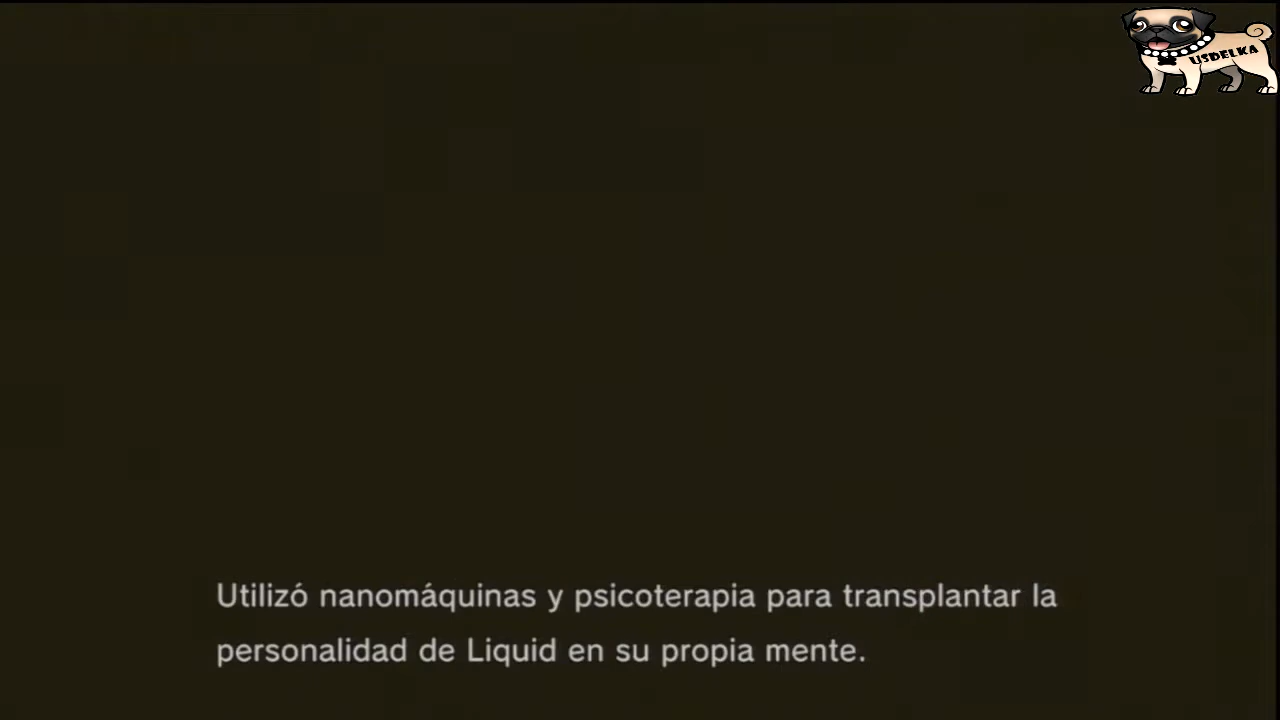 USDELKA
Utilizó nanomáquinas y psicoterapia para transplantar la
personalidad de Liquid en su propia mente.